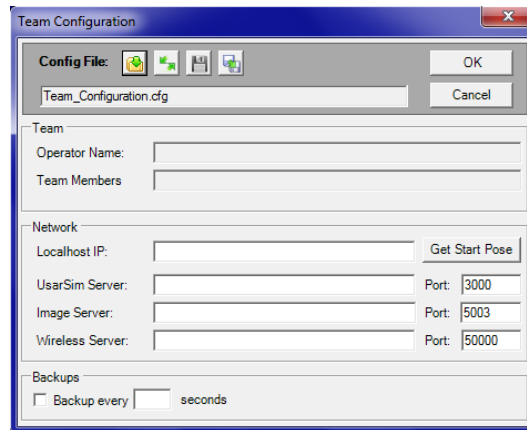 Team Configuration
Config File:
OK
Team_Configuration.cfg
Cancel
Team
Operator Name:
Team Members
Network
Localhost IP:
Get Start Pose
UsarSim Server:
Port: 3000
Image Server:
Port: 5003
Wireless Server:
Port: 50000
Backups
Backup every seconds